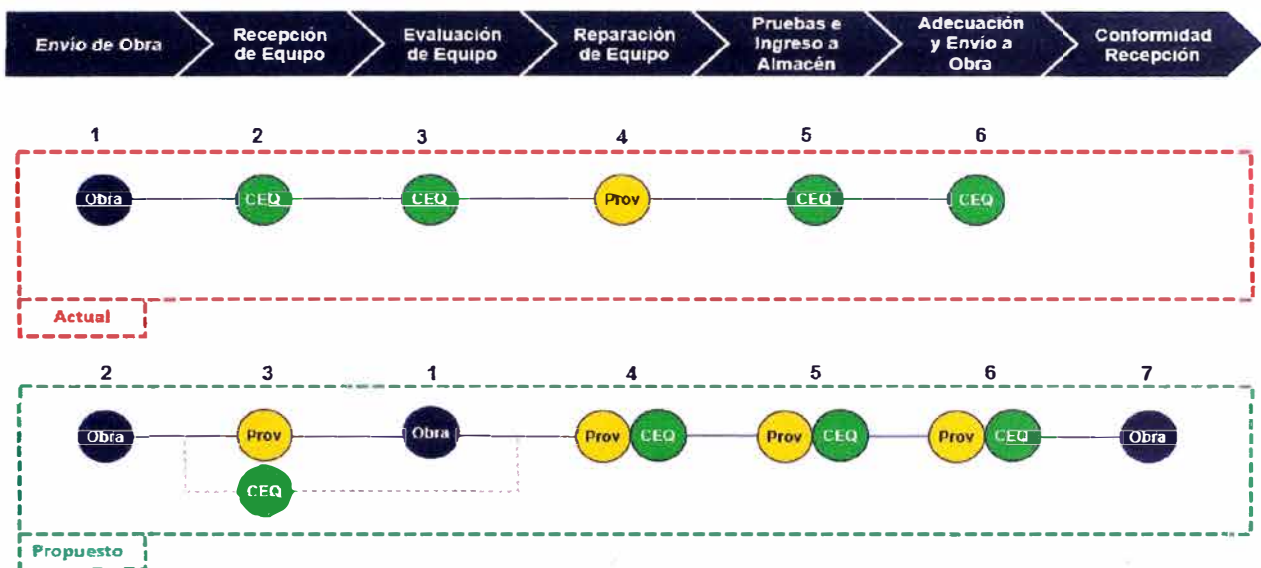 Envío de Obra
Recepción
de Equipo
Evaluación
de Equipo
Reparación
de Equipo
Pruebas e
Ingreso a
Almacén
Adecuación
y Envío a
Obra
Conformidad
Recepción
1 2 3 4 5 6
Obra CEQ CEQ Prov CEQ CEQ
Actual
2 3 1 4 5 6 7
Obra Prov Obra Prov CEQ Prov CEQ Prov CEQ Obra
CEQ
Propuesto